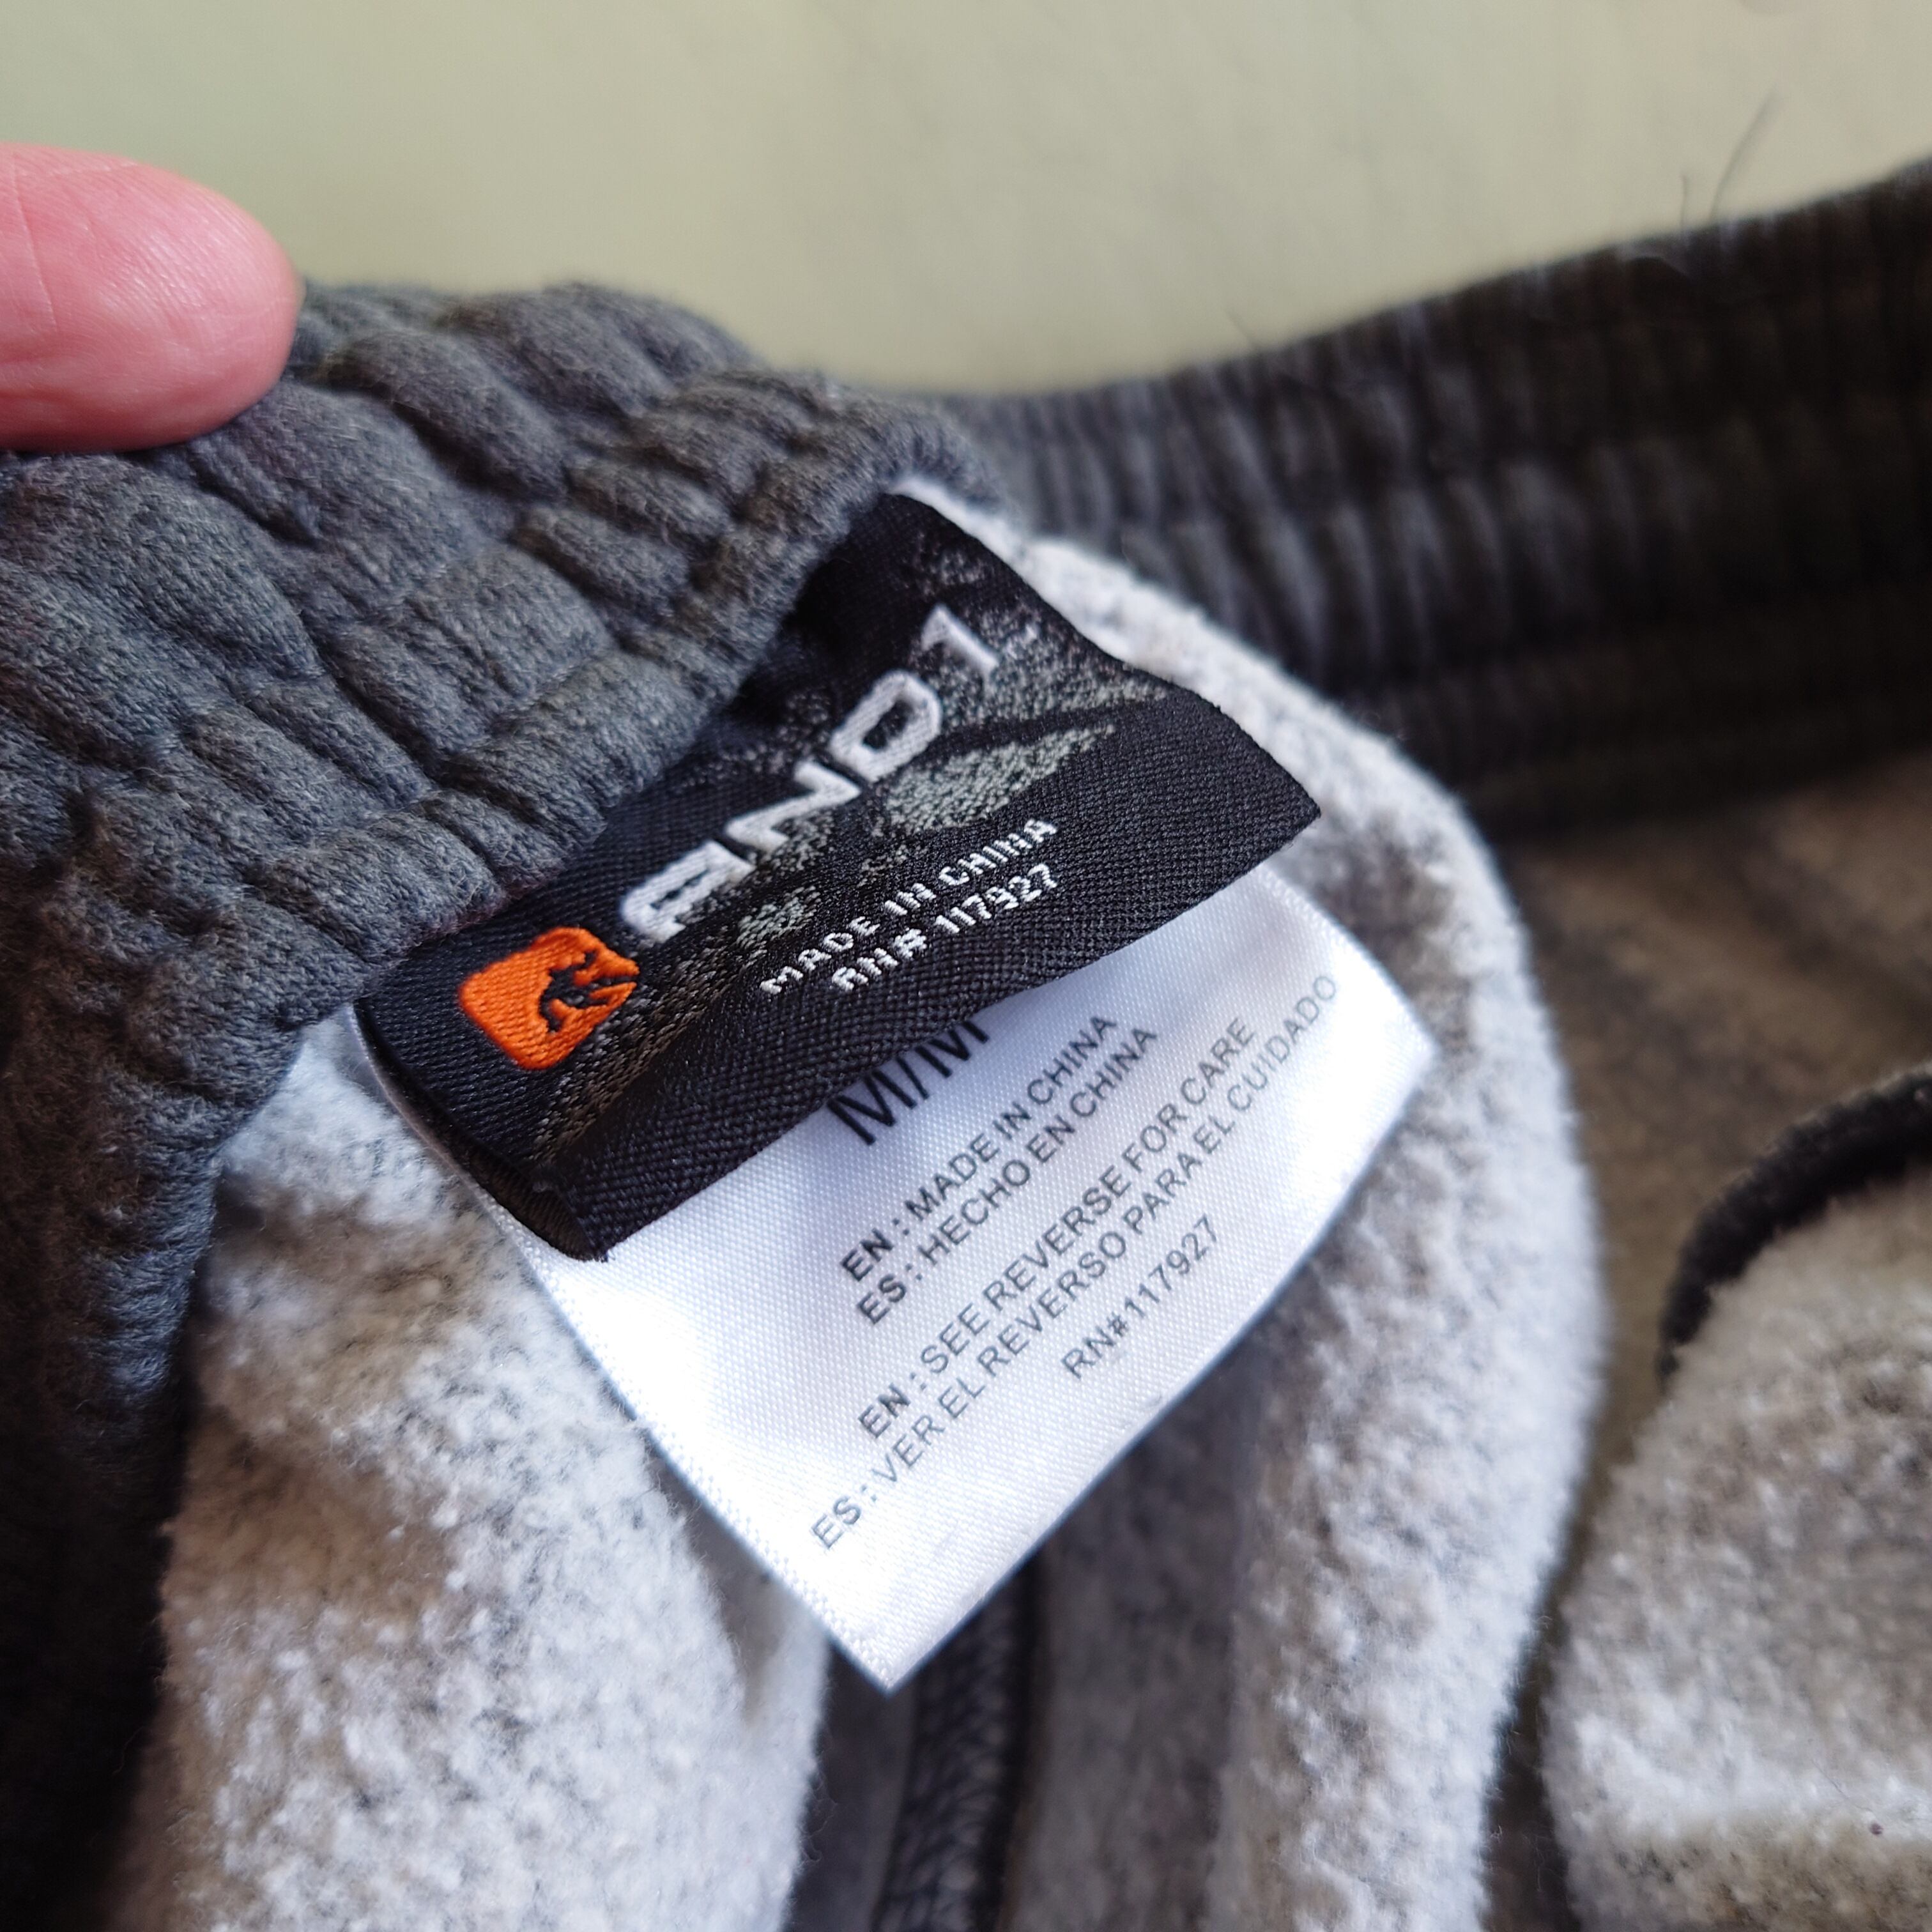 AND1
MADE IN CHINA
RN# 117927
M/M
EN : MADE IN CHINA
ES : HECHO EN CHINA
EN : SEE REVERSE FOR CARE
ES : VER EL REVERSO PARA EL CUIDADO
RN#117927